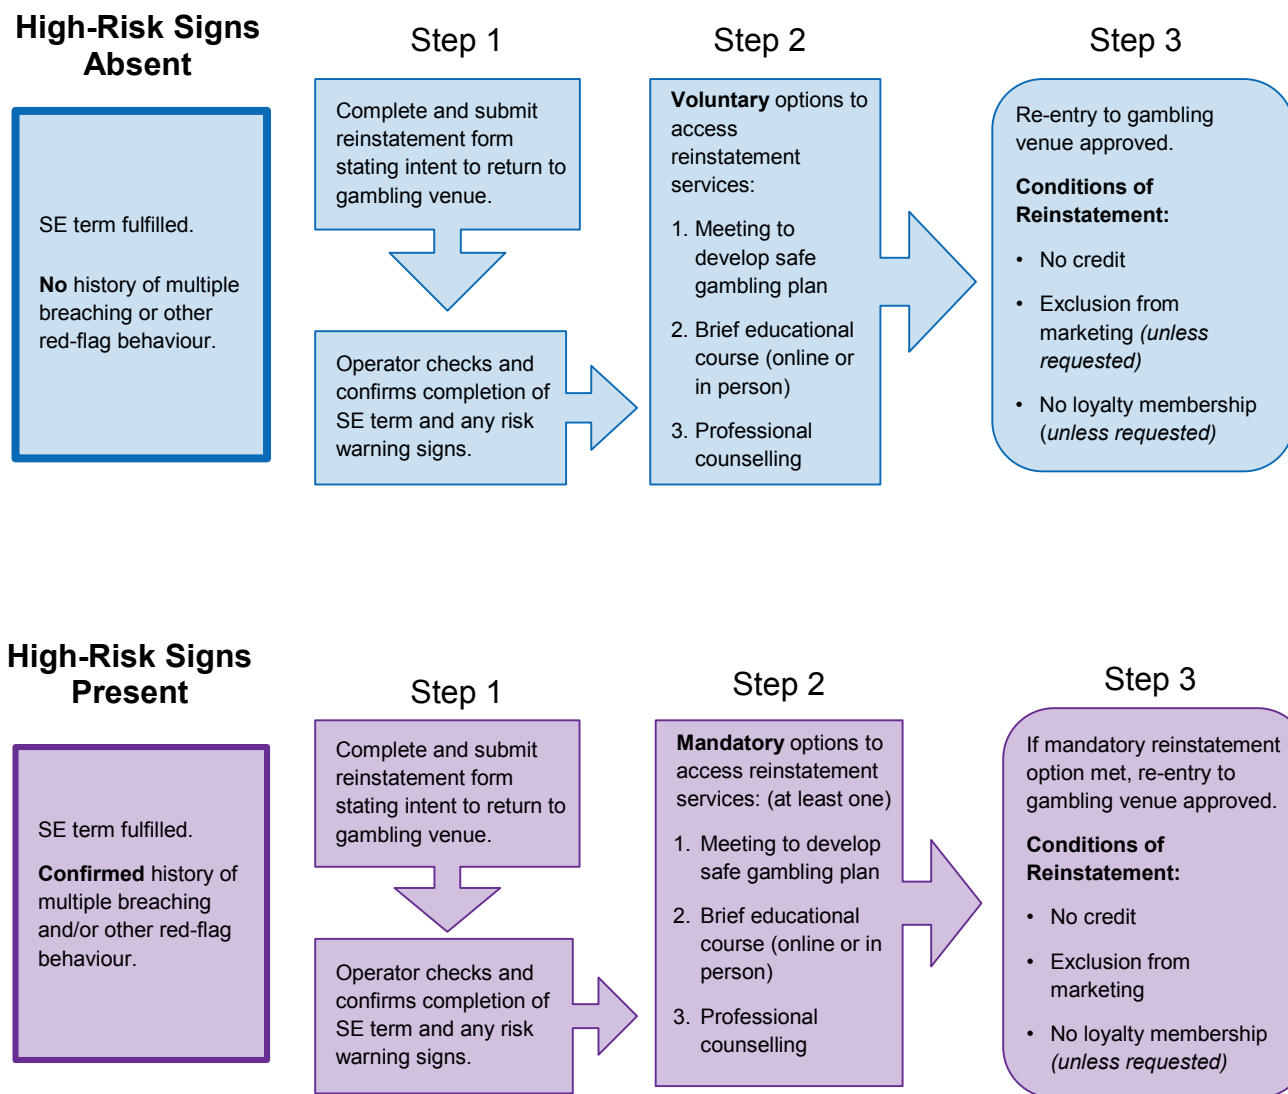 High-Risk Signs
Absent
Step 1
Step 2
Step 3
SE term fulfilled.
No history of multiple
breaching or other
red-flag behaviour.
Complete and submit
reinstatement form
stating intent to return to
gambling venue.
Operator checks and
confirms completion of
SE term and any risk
warning signs.
Voluntary options to
access
reinstatement
services:
1. Meeting to
develop safe
gambling plan
2. Brief educational
course (online or
in person)
3. Professional
counselling
Re-entry to gambling
venue approved.
Conditions of
Reinstatement:
• No credit
• Exclusion from
marketing (unless
requested)
• No loyalty membership
(unless requested)
High-Risk Signs
Present
Step 1
Step 2
Step 3
SE term fulfilled.
Confirmed history of
multiple breaching
and/or other red-flag
behaviour.
Complete and submit
reinstatement form
stating intent to return to
gambling venue.
Operator checks and
confirms completion of
SE term and any risk
warning signs.
Mandatory options to
access reinstatement
services: (at least one)
1. Meeting to develop
safe gambling plan
2. Brief educational
course (online or in
person)
3. Professional
counselling
If mandatory reinstatement
option met, re-entry to
gambling venue approved.
Conditions of
Reinstatement:
• No credit
• Exclusion from
marketing
• No loyalty membership
(unless requested)